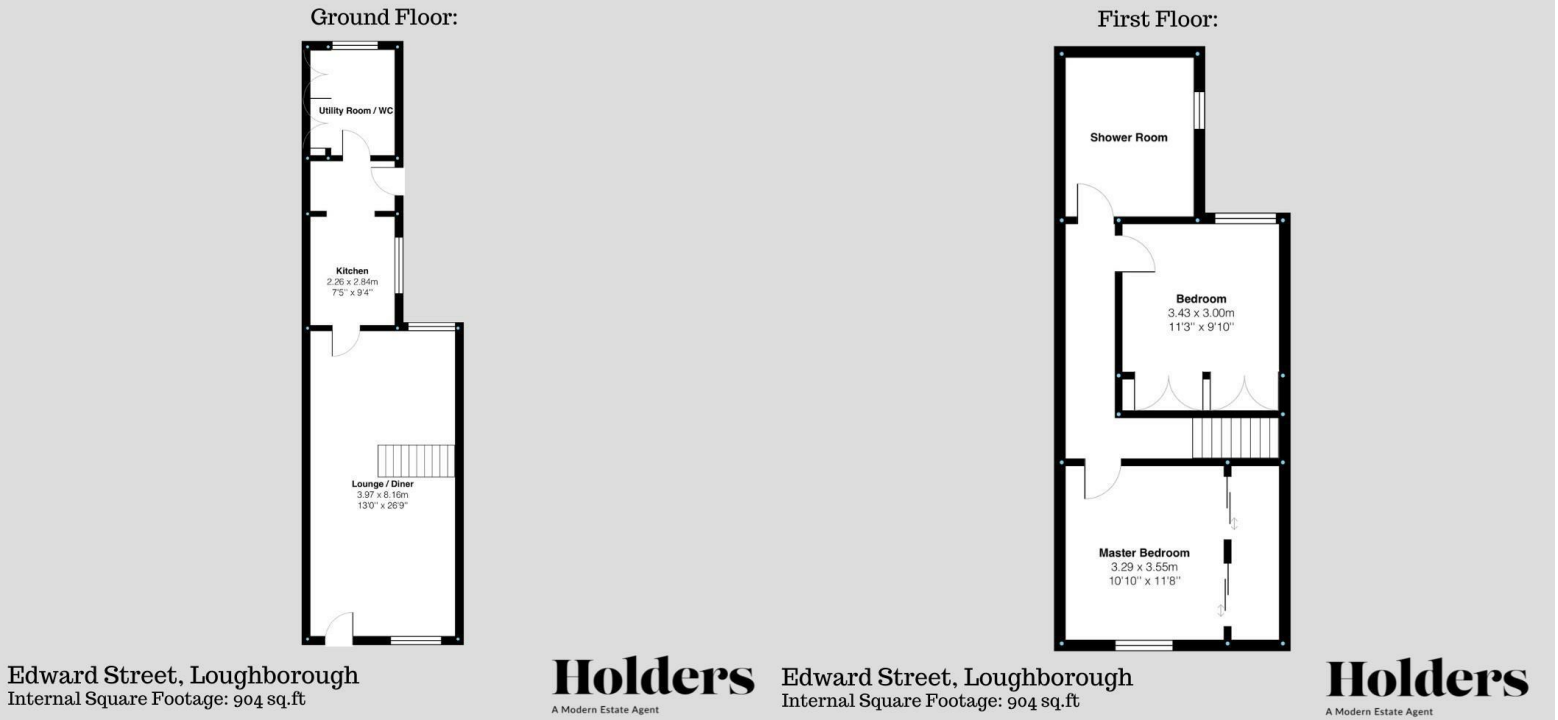 Ground Floor:
Utility Room / WC
Kitchen
2.26 x 2.84m
7'5'' x 9'4''
Lounge / Diner
3.97 x 8.16m
13'0'' x 26'9''
Edward Street, Loughborough
Internal Square Footage: 904 sq.ft
Holders
A Modern Estate Agent
First Floor:
Shower Room
Bedroom
3.43 x 3.00m
11'3'' x 9'10''
Master Bedroom
3.29 x 3.55m
10'10'' x 11'8''
Edward Street, Loughborough
Internal Square Footage: 904 sq.ft
Holders
A Modern Estate Agent